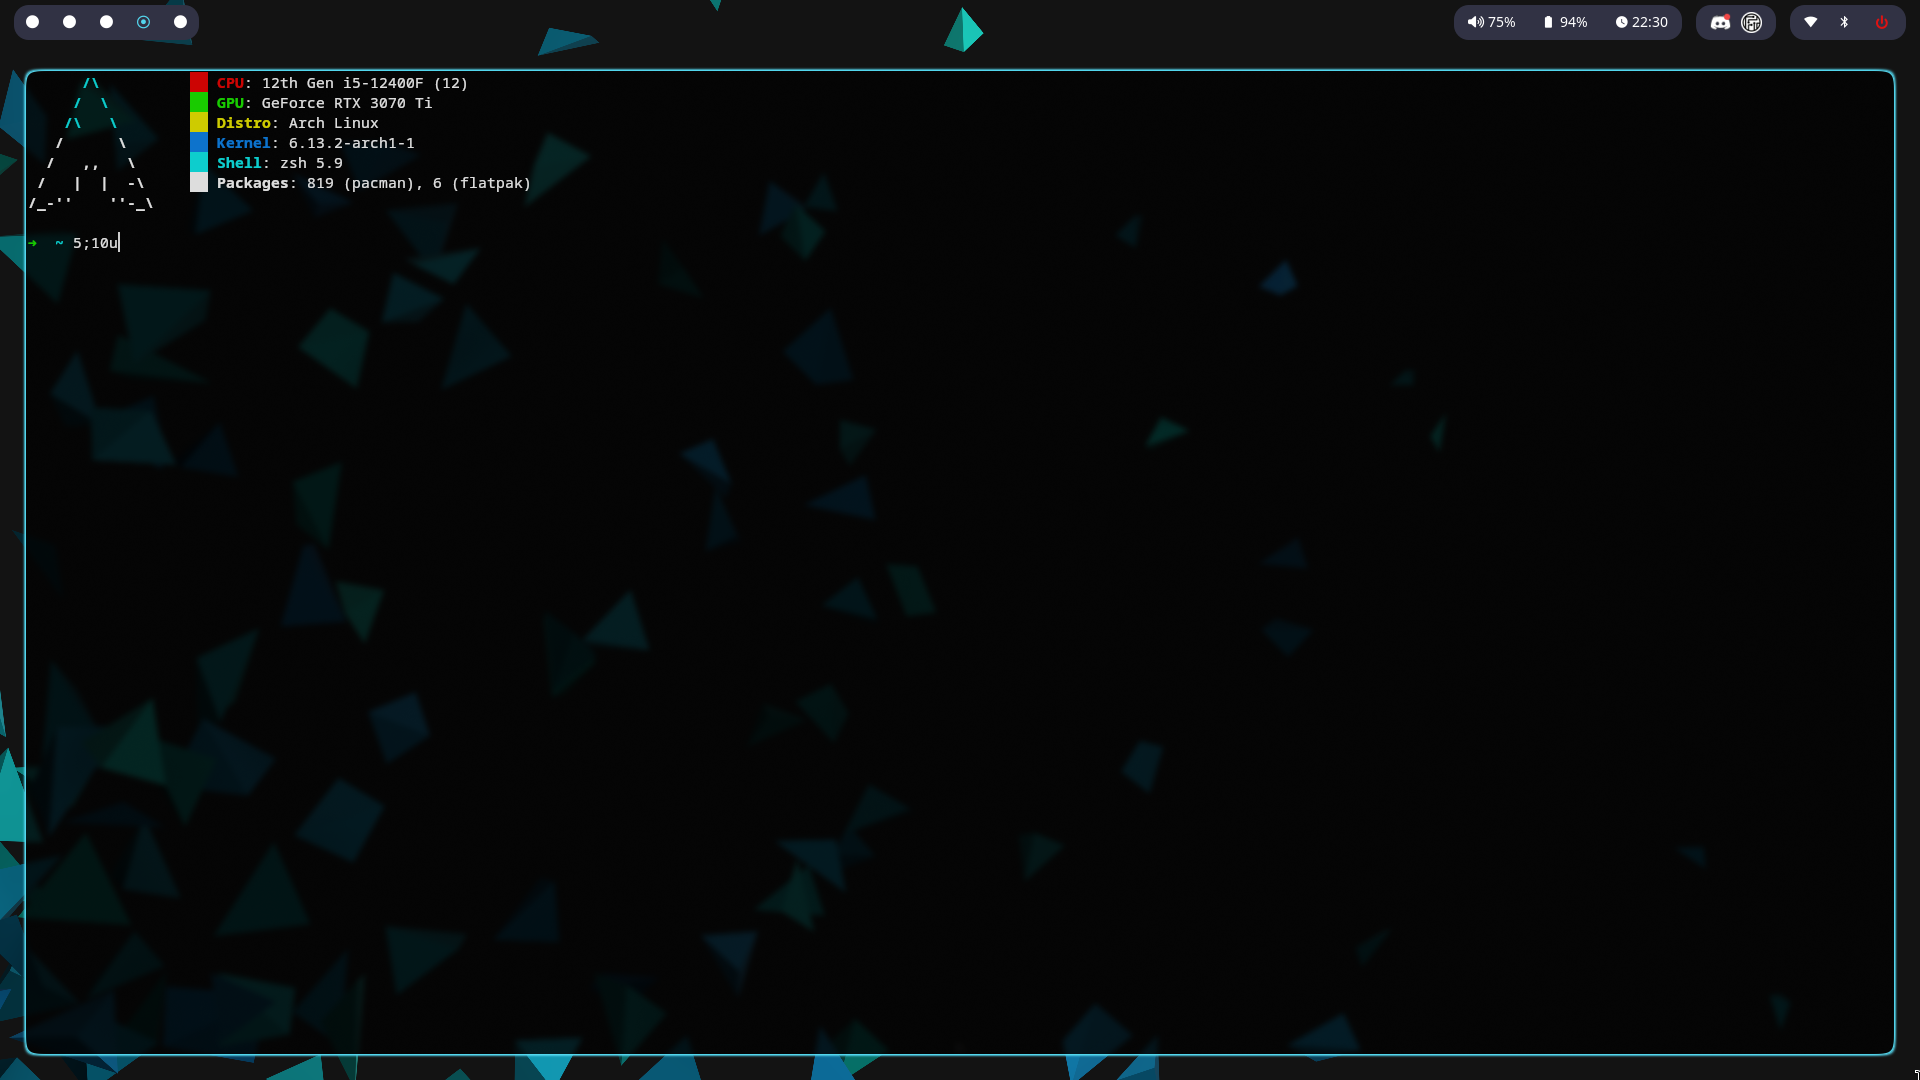 75% 94% 22:30
CPU: 12th Gen i5-12400F (12)
GPU: GeForce RTX 3070 Ti
Distro: Arch Linux
Kernel: 6.13.2-arch1-1
Shell: zsh 5.9
Packages: 819 (pacman), 6 (flatpak)
➜ ~ 5;10u